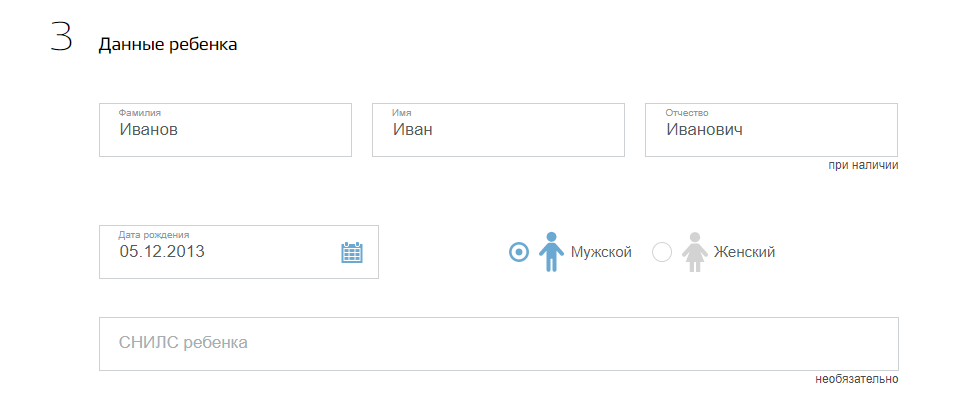 3 Данные ребенка
Фамилия
Иванов
Имя
Иван
Отчество
Иванович
при наличии
Дата рождения
05.12.2013
Мужской
Женский
СНИЛС ребенка
необязательно